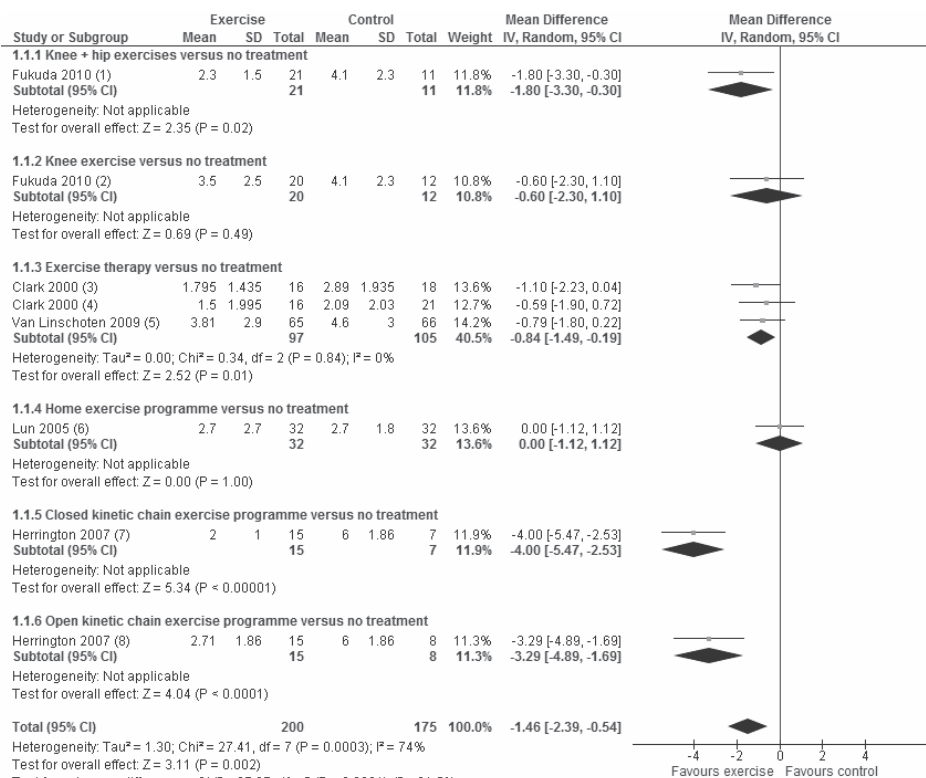 Exercise Control Mean Difference Mean Difference
Study or Subgroup Mean SD Total Mean SD Total Weight IV, Random, 95% CI IV, Random, 95% CI
1.1.1 Knee + hip exercises versus no treatment
Fukuda 2010 (1) 2.3 1.5 21 4.1 2.3 11 11.8% -1.80 [-3.30, -0.30]
Subtotal (95% CI) 21 11 11.8% -1.80 [-3.30, -0.30]
Heterogeneity: Not applicable
Test for overall effect: Z = 2.35 (P = 0.02)
1.1.2 Knee exercise versus no treatment
Fukuda 2010 (2) 3.5 2.5 20 4.1 2.3 12 10.8% -0.60 [-2.30, 1.10]
Subtotal (95% CI) 20 12 10.8% -0.60 [-2.30, 1.10]
Heterogeneity: Not applicable
Test for overall effect: Z = 0.69 (P = 0.49)
1.1.3 Exercise therapy versus no treatment
Clark 2000 (3) 1.795 1.435 16 2.89 1.935 18 13.6% -1.10 [-2.23, 0.04]
Clark 2000 (4) 1.5 1.995 16 2.09 2.03 21 12.7% -0.59 [-1.90, 0.72]
Van Linschoten 2009 (5) 3.81 2.9 65 4.6 3 66 14.2% -0.79 [-1.80, 0.22]
Subtotal (95% CI) 97 105 40.5% -0.84 [-1.49, -0.19]
Heterogeneity: Tau² = 0.00; Chi² = 0.34, df = 2 (P = 0.84); I² = 0%
Test for overall effect: Z = 2.52 (P = 0.01)
1.1.4 Home exercise programme versus no treatment
Lun 2005 (6) 2.7 2.7 32 2.7 1.8 32 13.6% 0.00 [-1.12, 1.12]
Subtotal (95% CI) 32 32 13.6% 0.00 [-1.12, 1.12]
Heterogeneity: Not applicable
Test for overall effect: Z = 0.00 (P = 1.00)
1.1.5 Closed kinetic chain exercise programme versus no treatment
Herrington 2007 (7) 2 1 15 6 1.86 7 11.9% -4.00 [-5.47, -2.53]
Subtotal (95% CI) 15 7 11.9% -4.00 [-5.47, -2.53]
Heterogeneity: Not applicable
Test for overall effect: Z = 5.34 (P < 0.00001)
1.1.6 Open kinetic chain exercise programme versus no treatment
Herrington 2007 (8) 2.71 1.86 15 6 1.86 8 11.3% -3.29 [-4.89, -1.69]
Subtotal (95% CI) 15 8 11.3% -3.29 [-4.89, -1.69]
Heterogeneity: Not applicable
Test for overall effect: Z = 4.04 (P < 0.0001)
Total (95% CI) 200 175 100.0% -1.46 [-2.39, -0.54]
Heterogeneity: Tau² = 1.30; Chi² = 27.41, df = 7 (P = 0.0003); I² = 74%
Test for overall effect: Z = 3.11 (P = 0.002)
-4 -2 0 2 4
Favours exercise Favours control